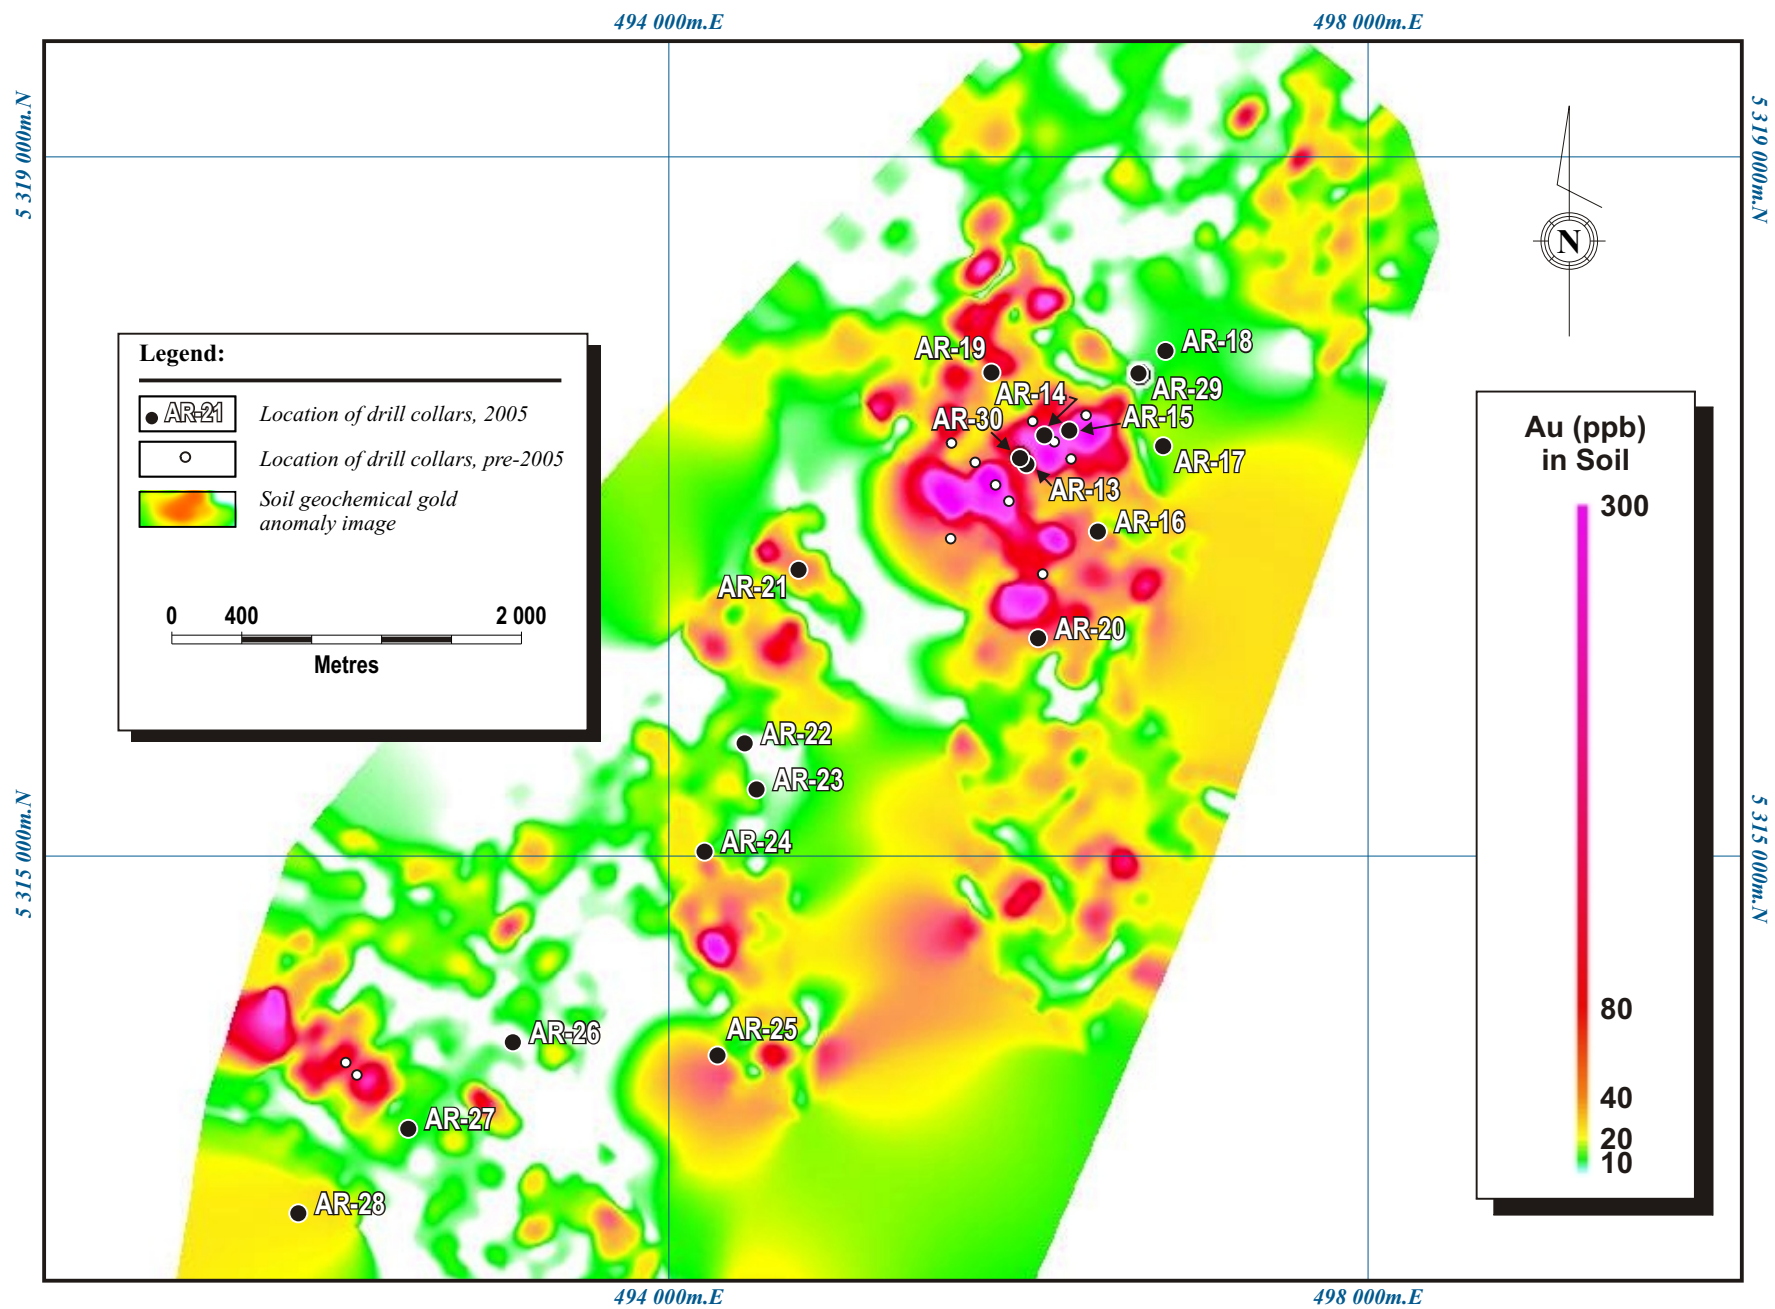 494 000m.E
498 000m.E
5 319 000m.N
5 319 000m.N
N
Legend:
AR-21
Location of drill collars, 2005
Location of drill collars, pre-2005
Soil geochemical gold
anomaly image
0 400 2 000
Metres
AR-18
AR-19
AR-29
AR-14
AR-15
AR-30
AR-17
AR-13
AR-16
AR-21
AR-20
AR-22
AR-23
AR-24
AR-25
AR-26
AR-27
AR-28
Au (ppb)
in Soil
300
80
40
20
10
5 315 000m.N
5 315 000m.N
494 000m.E
498 000m.E